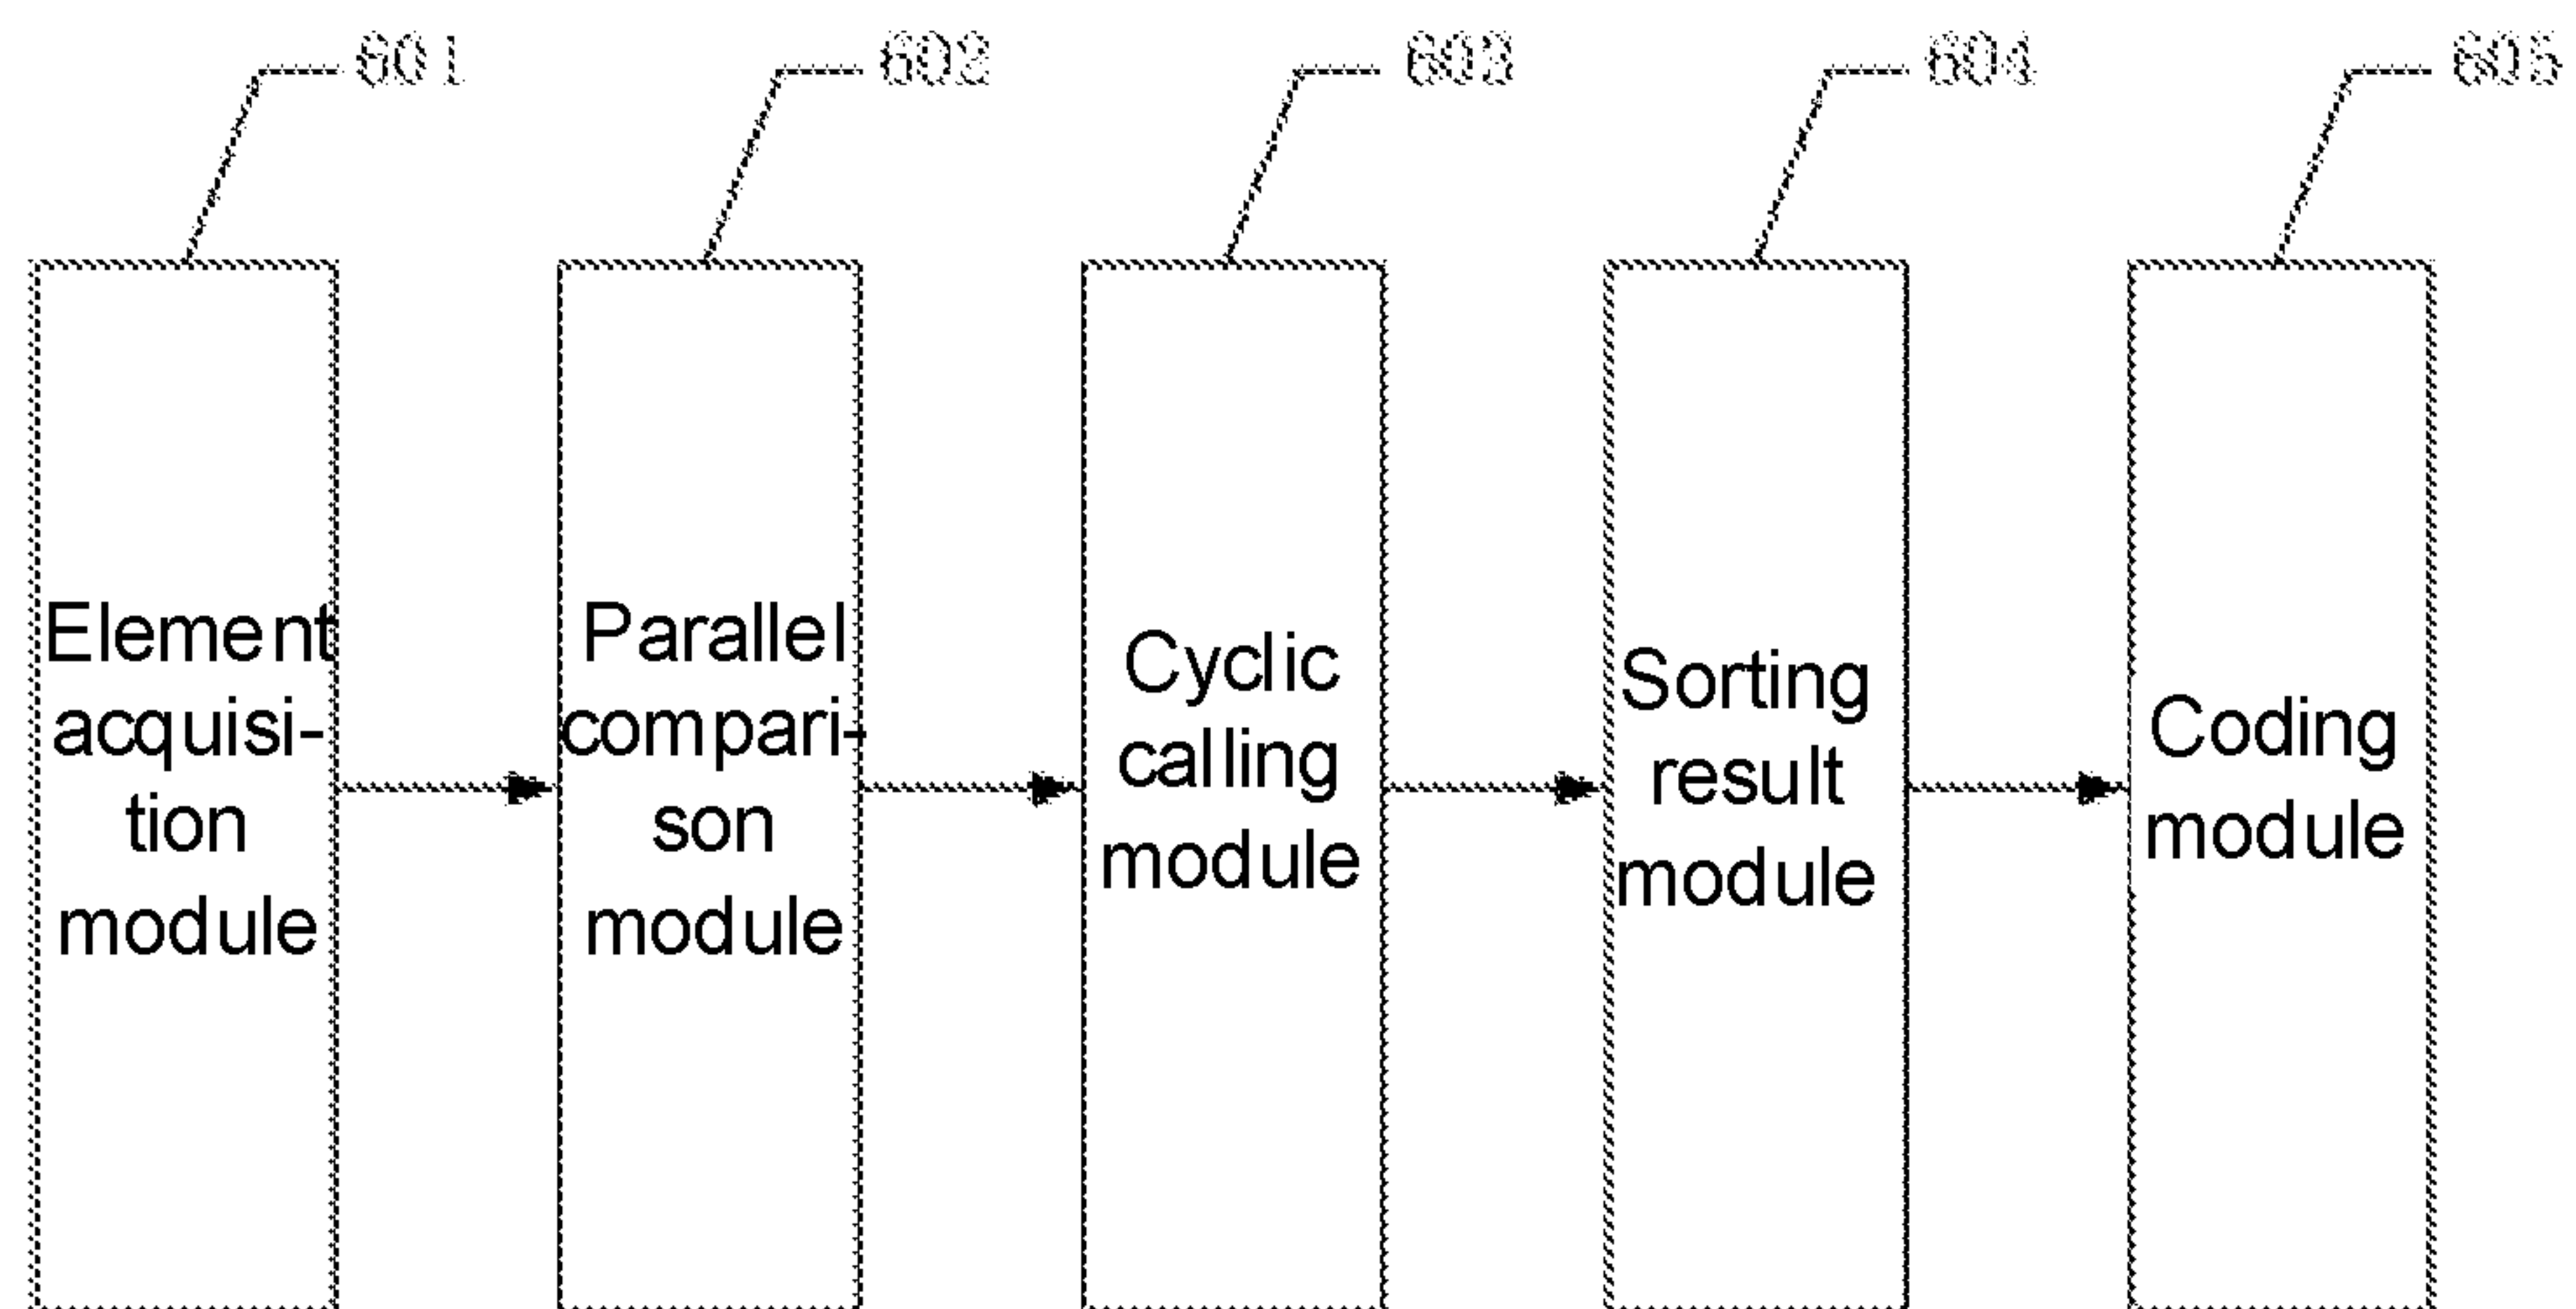 601
602
603
604
605
Element
acquisi-
tion
module
Parallel
compari-
son
module
Cyclic
calling
module
Sorting
result
module
Coding
module